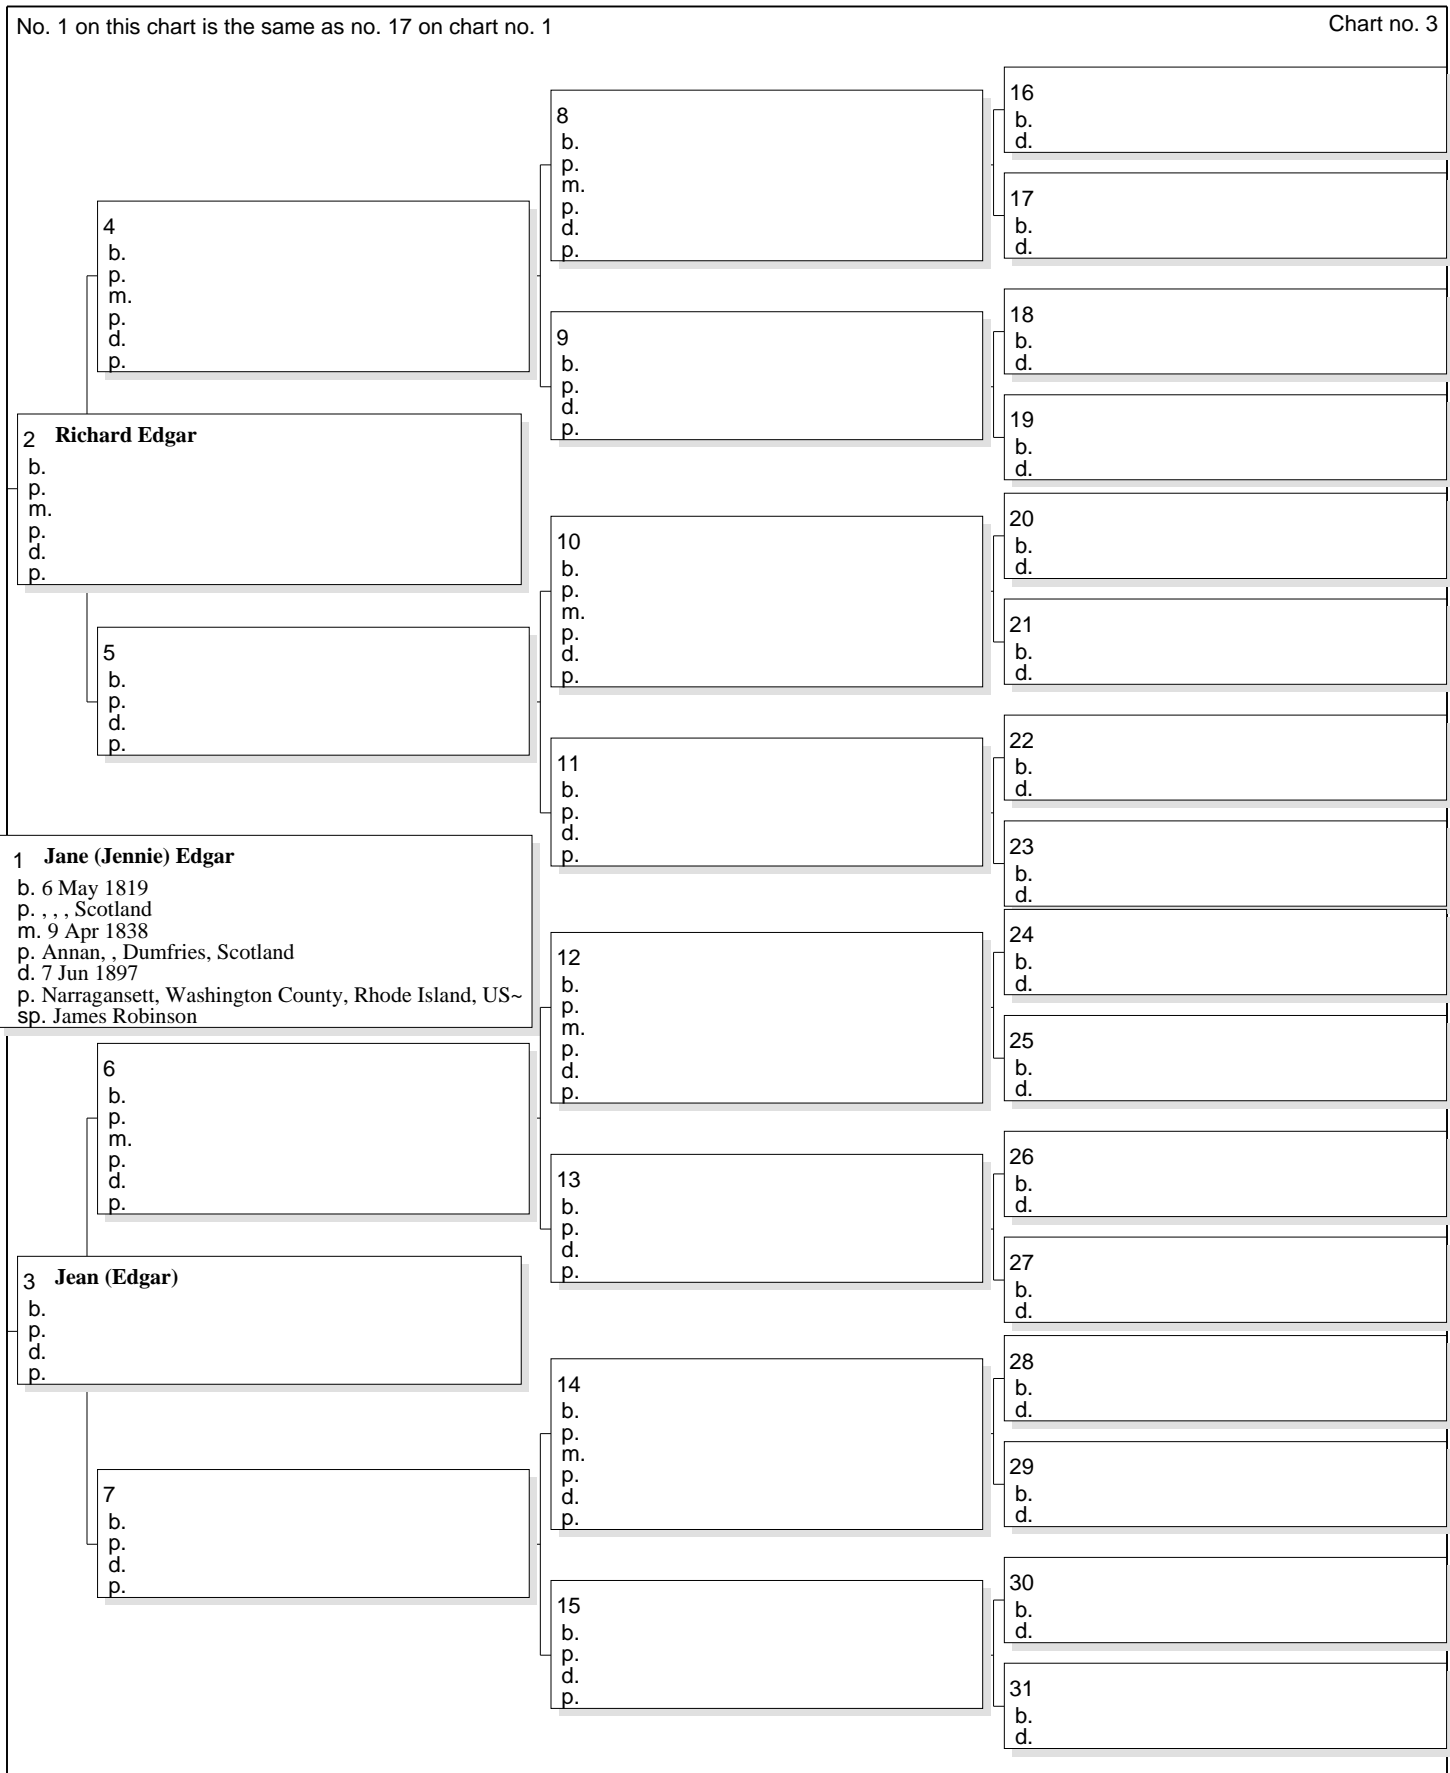 No. 1 on this chart is the same as no. 17 on chart no. 1
Chart no. 3
16
b.
d.
8
b.
p.
m.
p.
d.
p.
17
b.
d.
4
b.
p.
m.
p.
d.
p.
18
b.
d.
9
b.
p.
d.
p.
19
b.
d.
2 Richard Edgar
b.
p.
m.
p.
d.
p.
20
b.
d.
10
b.
p.
m.
p.
d.
p.
21
b.
d.
5
b.
p.
d.
p.
22
b.
d.
11
b.
p.
d.
p.
23
b.
d.
1 Jane (Jennie) Edgar
b. 6 May 1819
p. , , , Scotland
m. 9 Apr 1838
p. Annan, , Dumfries, Scotland
d. 7 Jun 1897
p. Narragansett, Washington County, Rhode Island, US~
sp. James Robinson
24
b.
d.
12
b.
p.
m.
p.
d.
p.
25
b.
d.
6
b.
p.
m.
p.
d.
p.
26
b.
d.
13
b.
p.
d.
p.
27
b.
d.
3 Jean (Edgar)
b.
p.
d.
p.
28
b.
d.
14
b.
p.
m.
p.
d.
p.
29
b.
d.
7
b.
p.
d.
p.
30
b.
d.
15
b.
p.
d.
p.
31
b.
d.